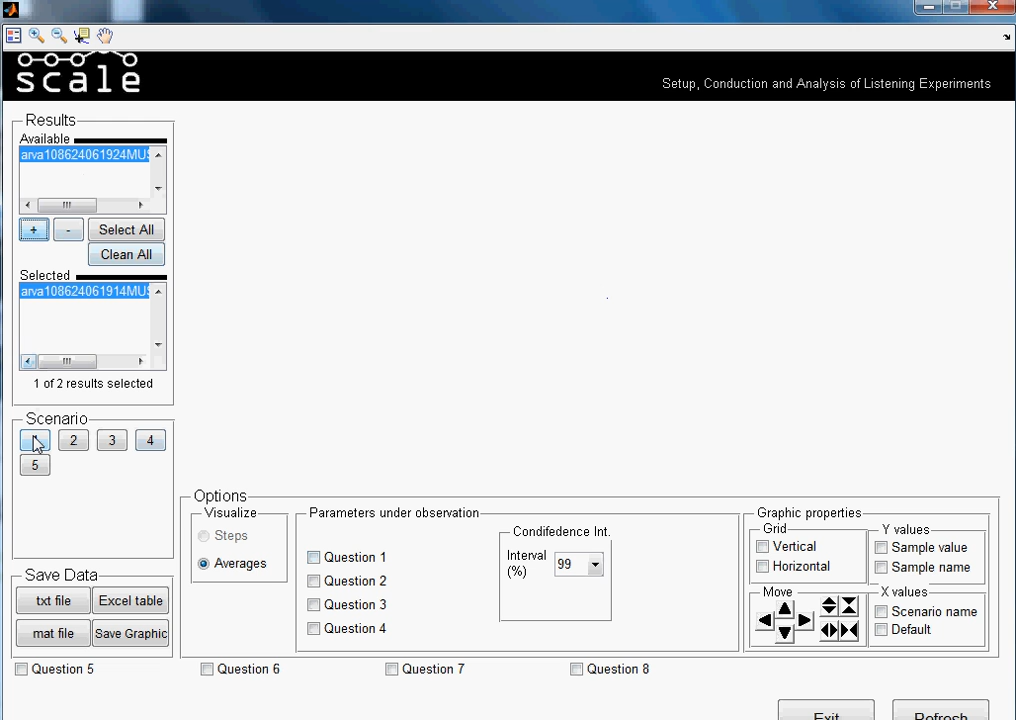 scale
Setup, Conduction and Analysis of Listening Experiments
Results
Available
arva108624061924MUS
+ - Select All
Clean All
Selected
arva108624061914MUS
1 of 2 results selected
Scenario
2 3 4
5
Save Data
txt file Excel table
mat file Save Graphic
Options
Visualize
Steps
Averages
Parameters under observation
Question 1
Question 2
Question 3
Question 4
Condifedence Int.
Interval
(%)
99
Graphic properties
Grid
Vertical
Horizontal
Y values
Sample value
Sample name
Move
X values
Scenario name
Default
Question 5 Question 6 Question 7 Question 8
Exit Refresh